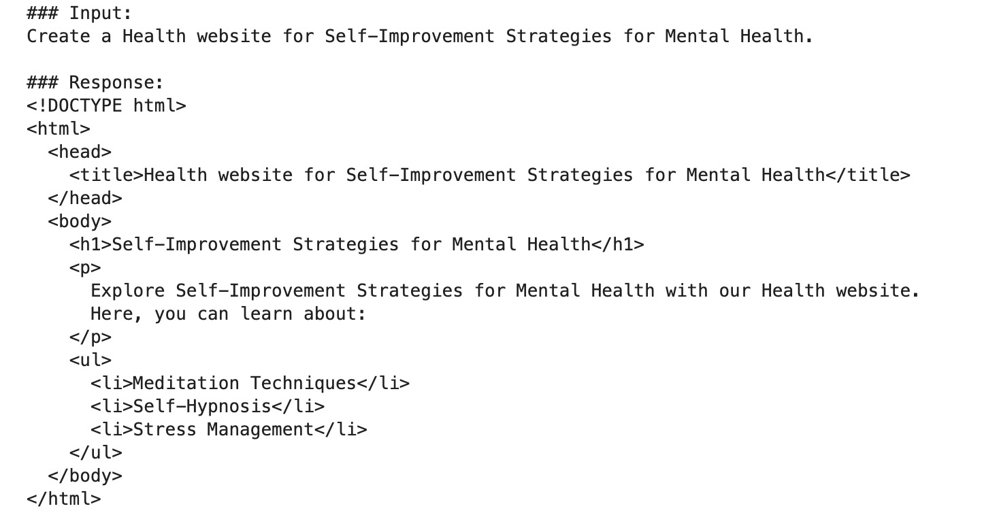 ### Input:
Create a Health website for Self-Improvement Strategies for Mental Health.

### Response:
<!DOCTYPE html>
<html>
  <head>
    <title>Health website for Self-Improvement Strategies for Mental Health</title>
  </head>
  <body>
    <h1>Self-Improvement Strategies for Mental Health</h1>
    <p>
      Explore Self-Improvement Strategies for Mental Health with our Health website.
      Here, you can learn about:
    </p>
    <ul>
      <li>Meditation Techniques</li>
      <li>Self-Hypnosis</li>
      <li>Stress Management</li>
    </ul>
  </body>
</html>